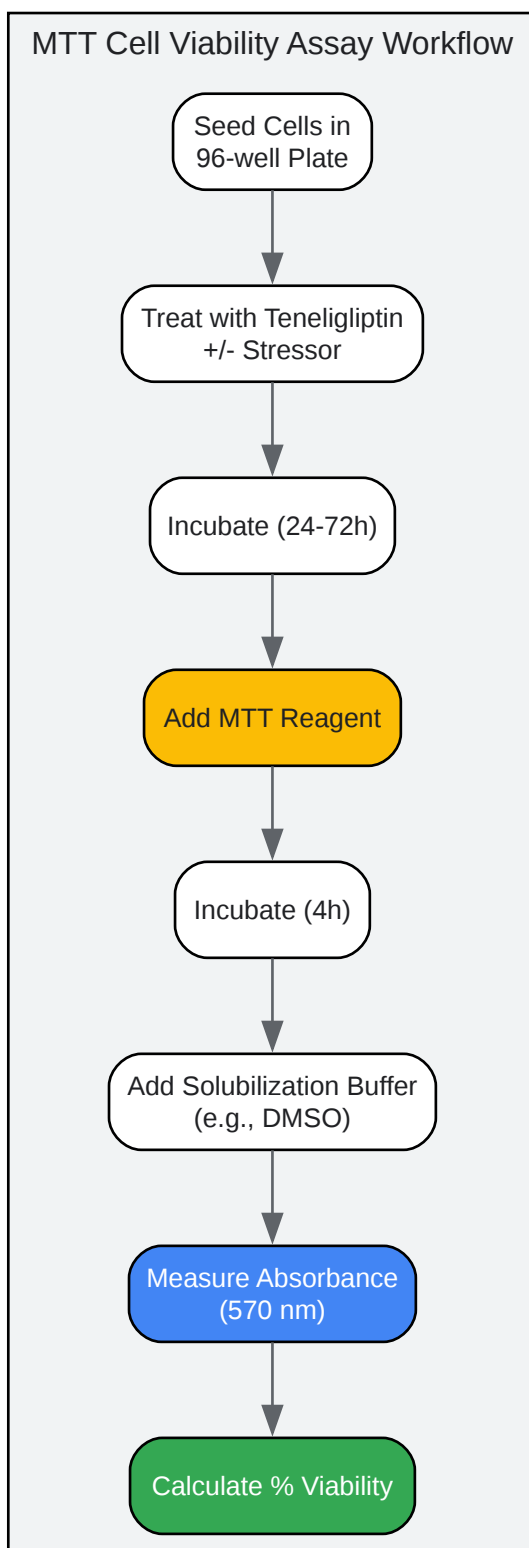 MTT Cell Viability Assay Workflow
Seed Cells in
96-well Plate
Treat with Teneligliptin
+/- Stressor
Incubate (24-72h)
Add MTT Reagent
Incubate (4h)
Add Solubilization Buffer
(e.g., DMSO)
Measure Absorbance
(570 nm)
Calculate % Viability